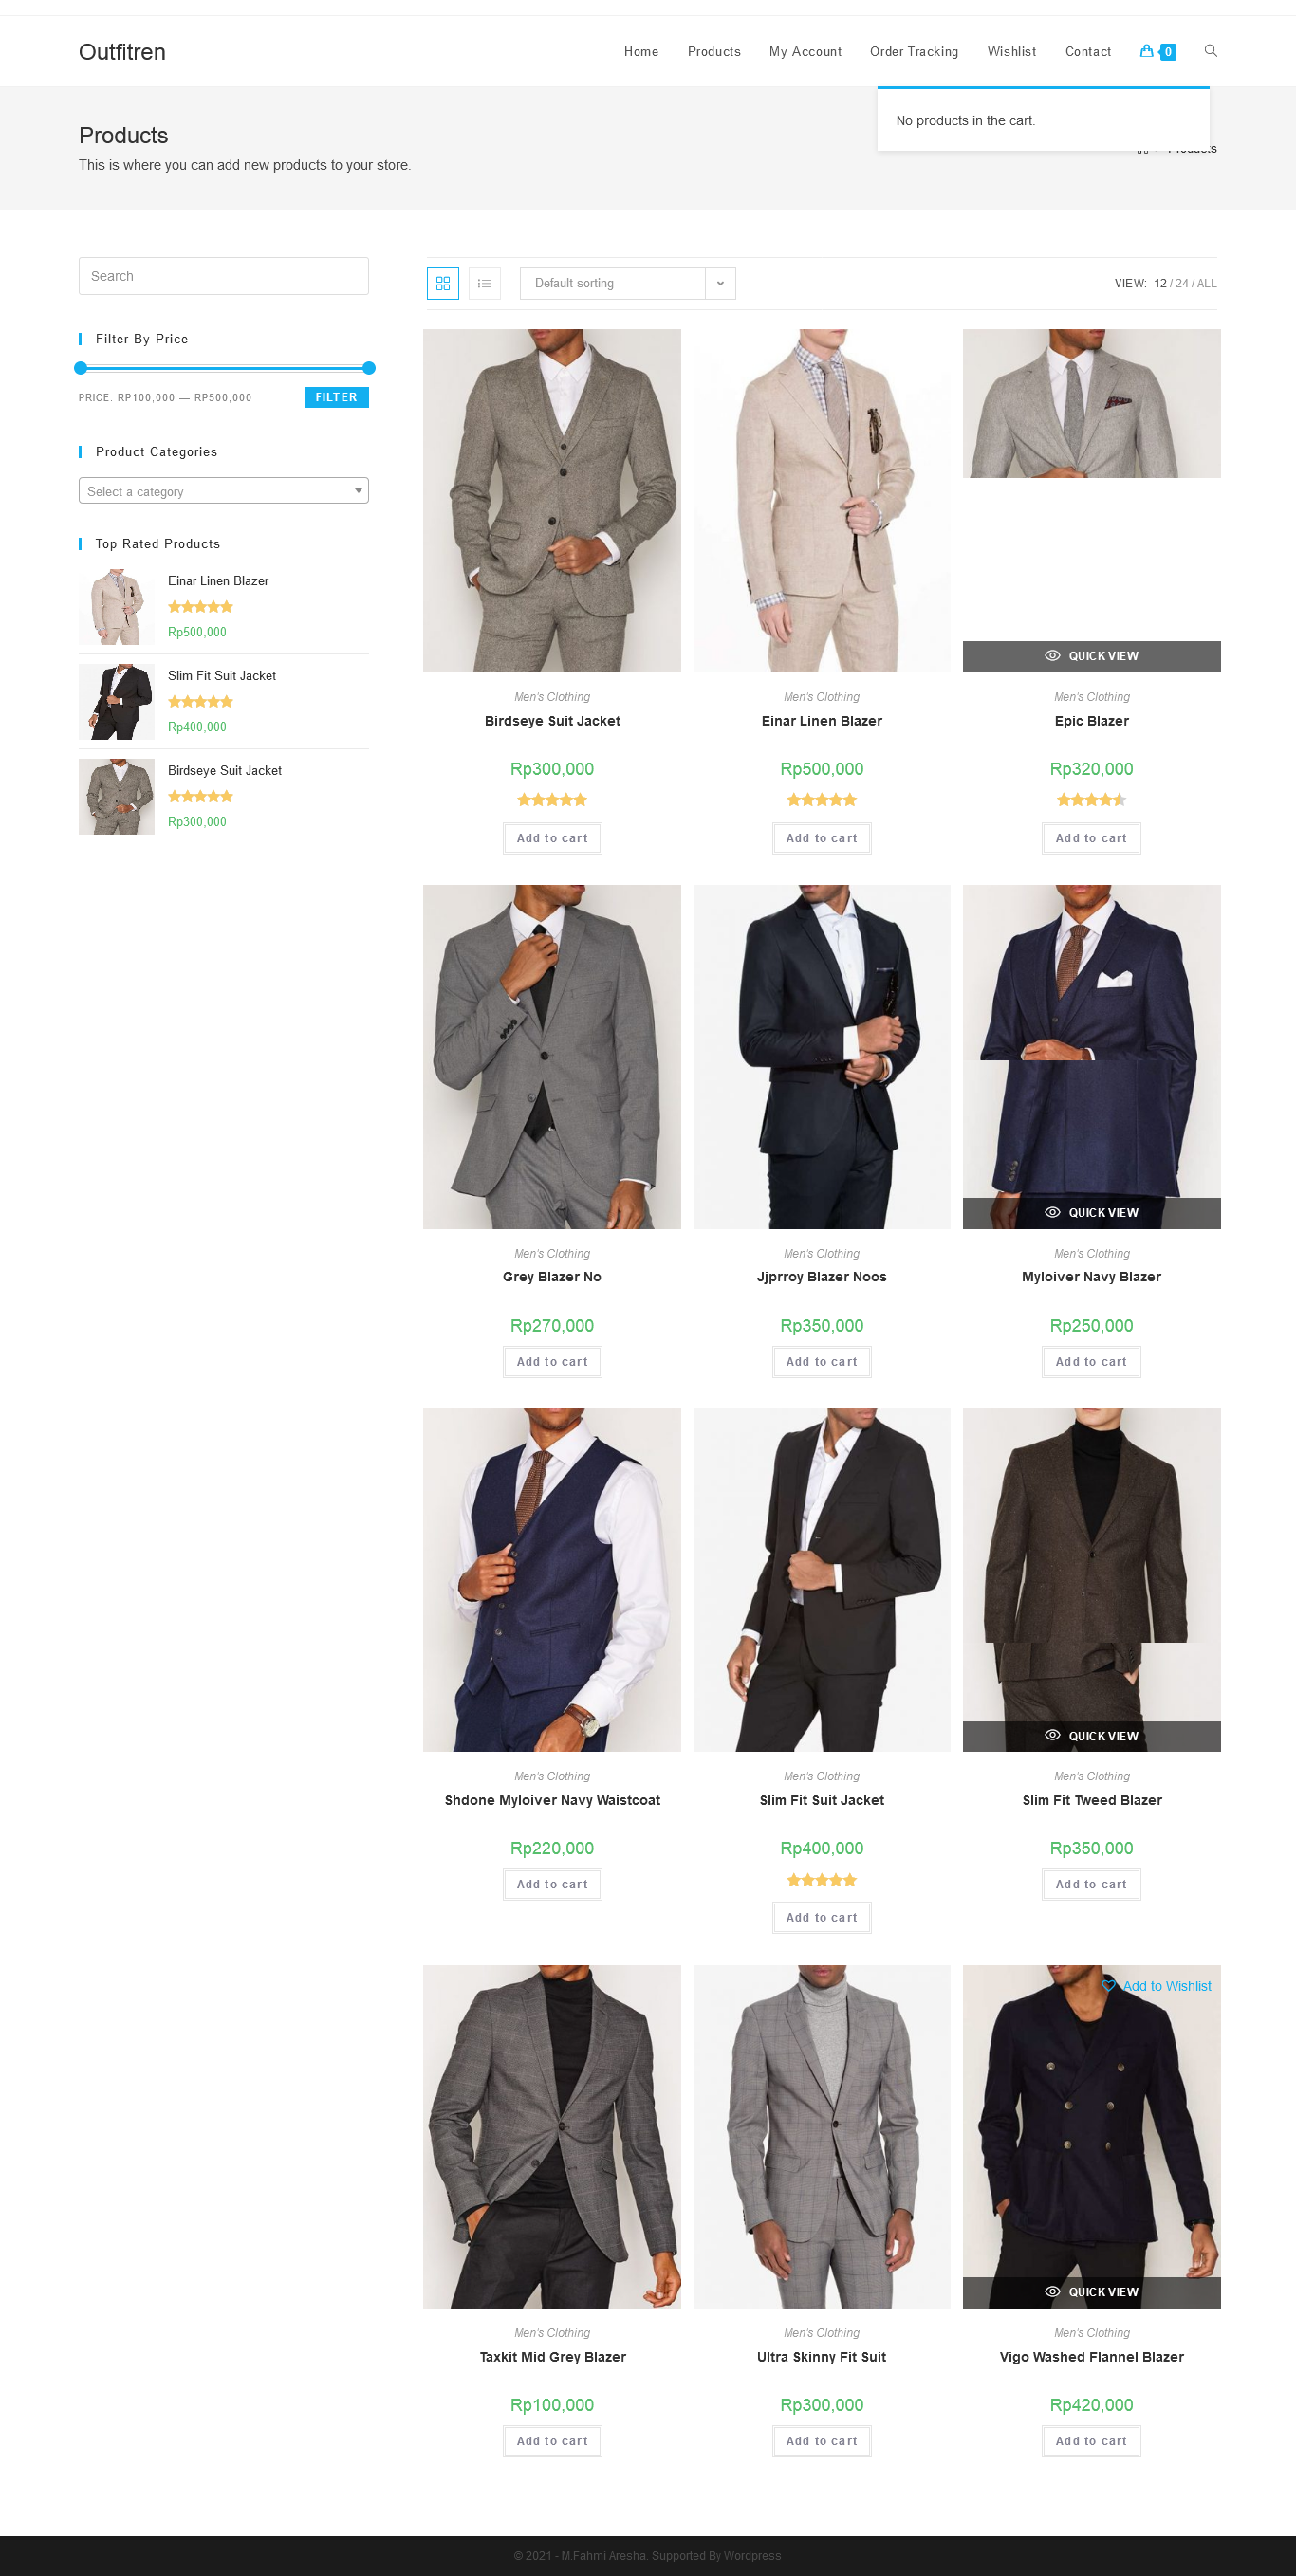 Outfitren
Home Products My Account Order Tracking Wishlist Contact 0
No products in the cart.
Products
This is where you can add new products to your store.
Search
Filter By Price
PRICE: RP100,000 — RP500,000 FILTER
Product Categories
Select a category
Top Rated Products
Einar Linen Blazer
Rp500,000
Slim Fit Suit Jacket
Rp400,000
Birdseye Suit Jacket
Rp300,000
Default sorting VIEW: 12 / 24 / ALL
QUICK VIEW
Men's Clothing Men's Clothing Men's Clothing
Birdseye Suit Jacket Einar Linen Blazer Epic Blazer
Rp300,000 Rp500,000 Rp320,000
Add to cart Add to cart Add to cart
QUICK VIEW
Men's Clothing Men's Clothing Men's Clothing
Grey Blazer No Jjprroy Blazer Noos Myloiver Navy Blazer
Rp270,000 Rp350,000 Rp250,000
Add to cart Add to cart Add to cart
QUICK VIEW
Men's Clothing Men's Clothing Men's Clothing
Shdone Myloiver Navy Waistcoat Slim Fit Suit Jacket Slim Fit Tweed Blazer
Rp220,000 Rp400,000 Rp350,000
Add to cart Add to cart Add to cart
Add to Wishlist
QUICK VIEW
Men's Clothing Men's Clothing Men's Clothing
Taxkit Mid Grey Blazer Ultra Skinny Fit Suit Vigo Washed Flannel Blazer
Rp100,000 Rp300,000 Rp420,000
Add to cart Add to cart Add to cart
© 2021 - M.Fahmi Aresha. Supported By Wordpress